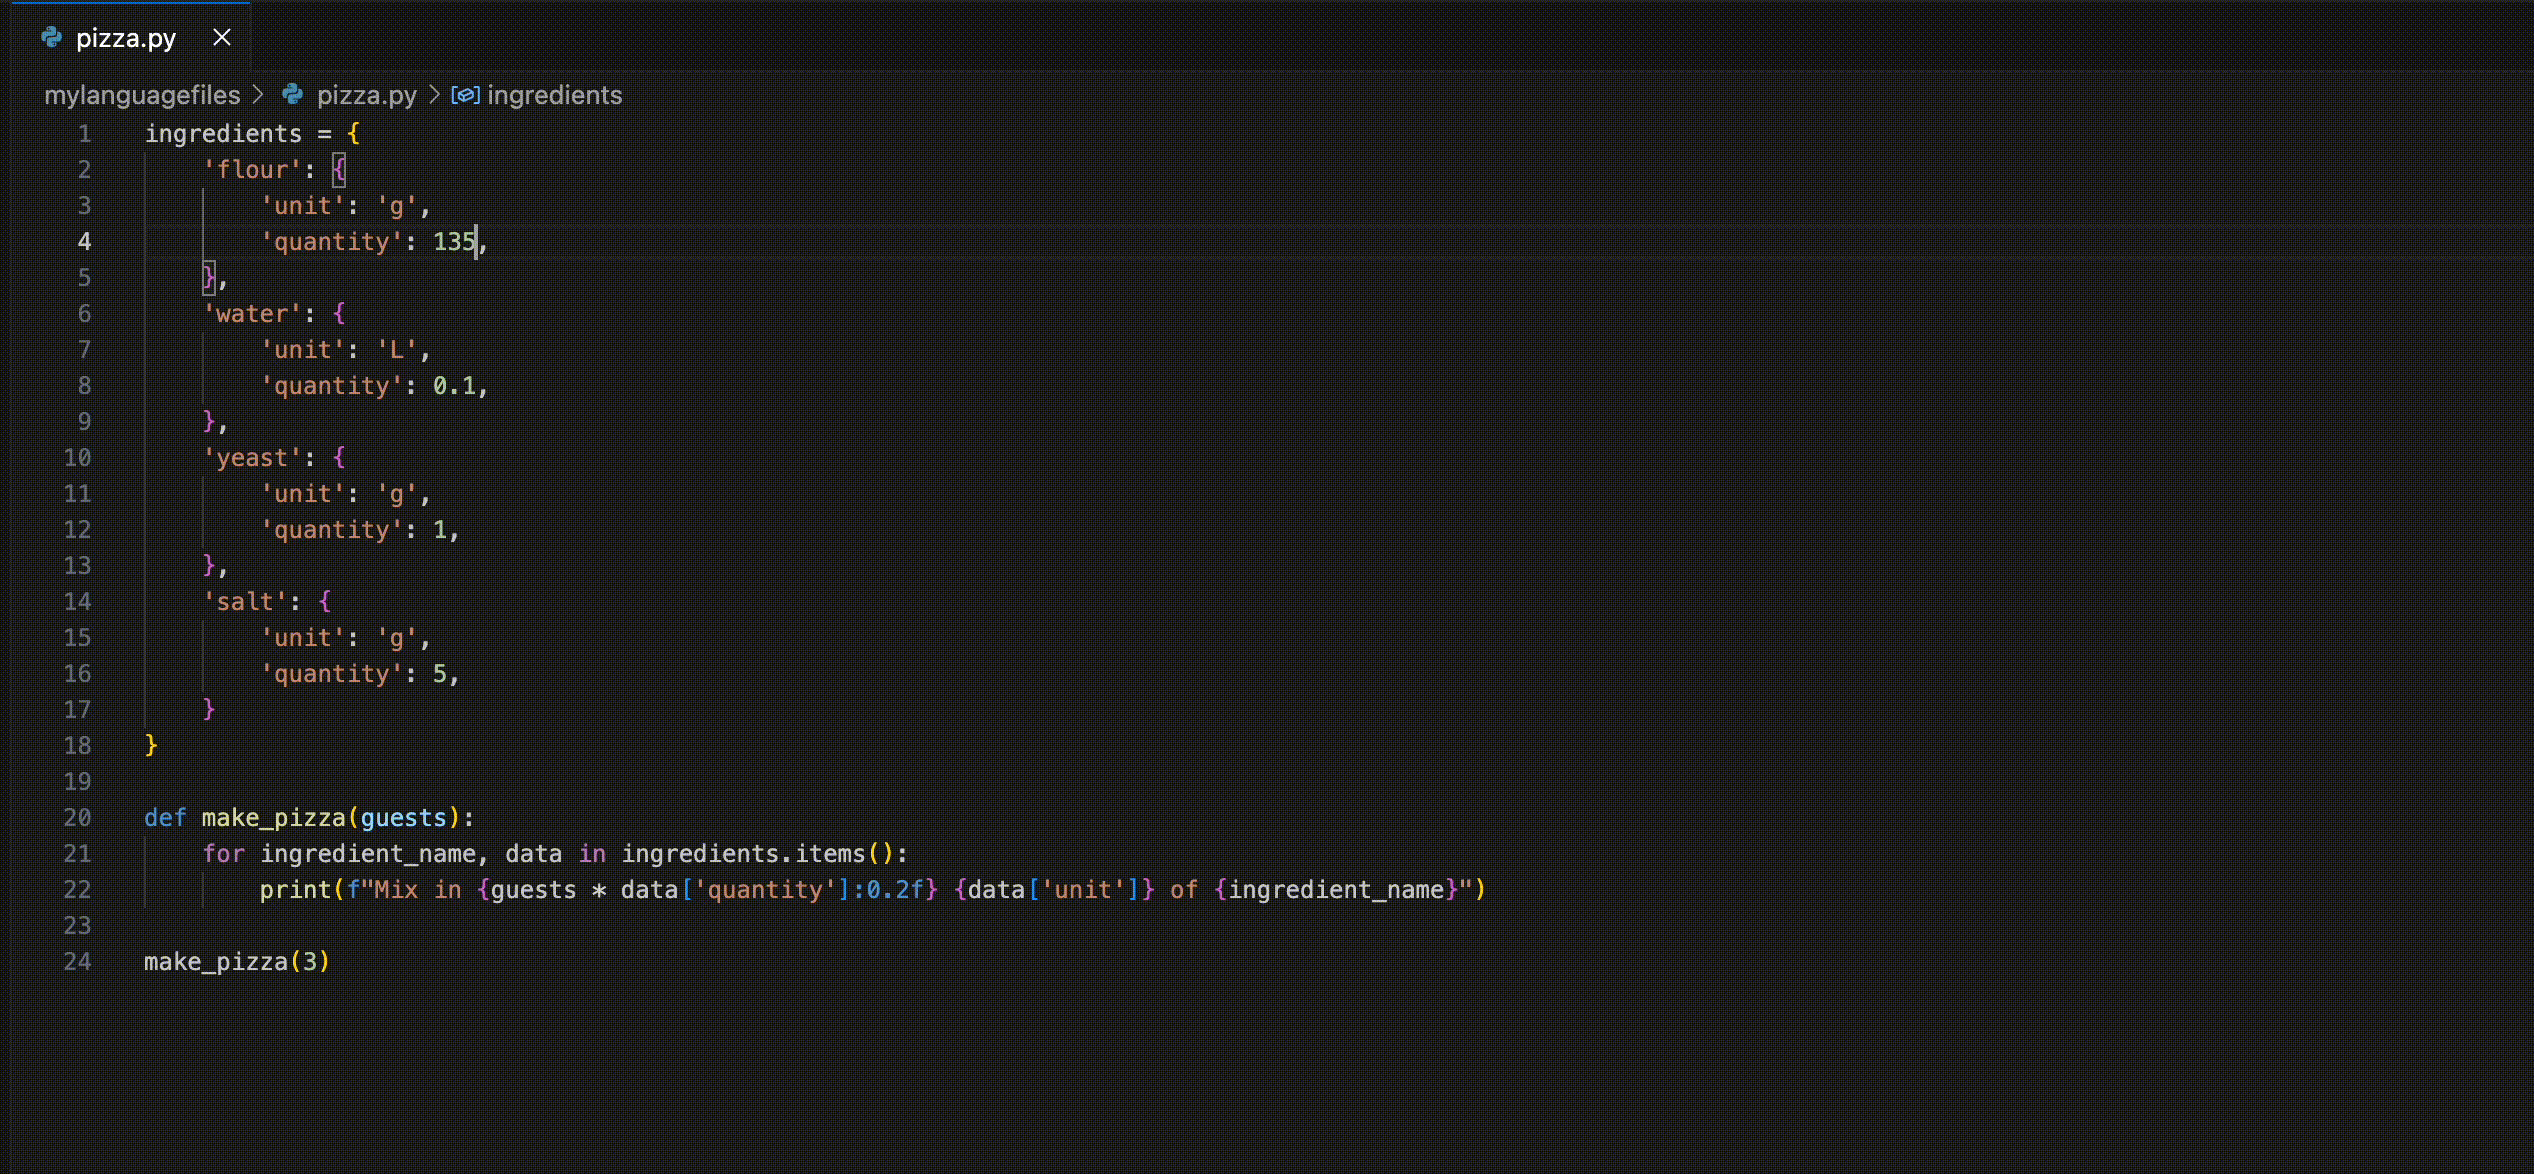 pizza.py
mylanguagefiles > pizza.py > ingredients
1 ingredients = {
2     'flour': {
3         'unit': 'g',
4         'quantity': 135,
5     },
6     'water': {
7         'unit': 'L',
8         'quantity': 0.1,
9     },
10     'yeast': {
11         'unit': 'g',
12         'quantity': 1,
13     },
14     'salt': {
15         'unit': 'g',
16         'quantity': 5,
17     }
18 }
19
20 def make_pizza(guests):
21     for ingredient_name, data in ingredients.items():
22         print(f"Mix in {guests * data['quantity']:0.2f} {data['unit']} of {ingredient_name}")
23
24 make_pizza(3)